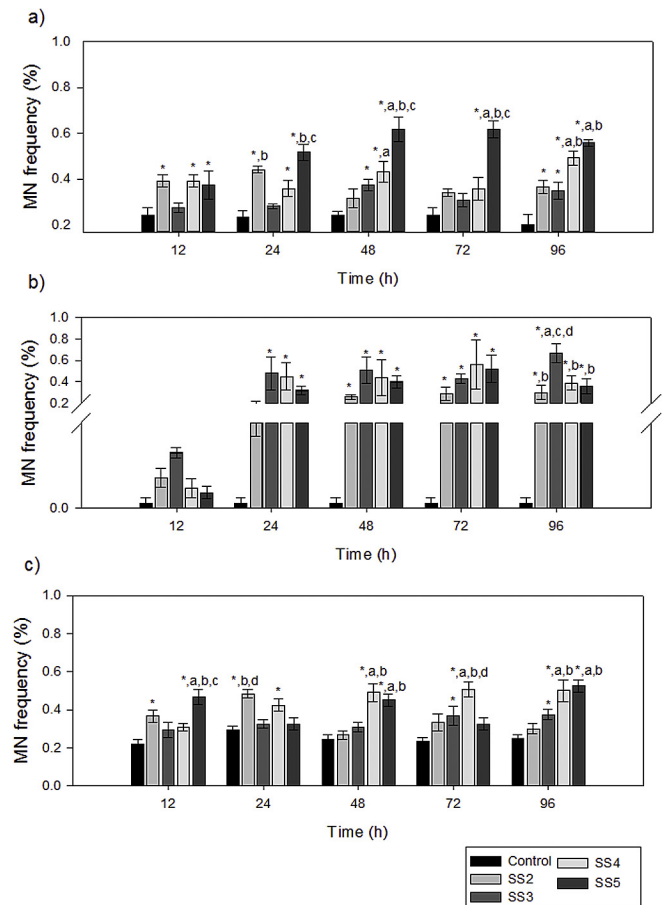 a)
1.0
0.8
0.6
0.4
0.2
MN frequency (%)
* * *
*,b *,b,c
* *
*,a *,a,b,c
*,a,b,c
* * *,a,b *,a,b
12 24 48 72 96
Time (h)
b)
1.0
0.8
0.6
0.4
0.2
0.0
MN frequency (%)
* * *
* * * *
* * * *
*,b *,a,c,d *,b *,b
12 24 48 72 96
Time (h)
c)
1.0
0.8
0.6
0.4
0.2
0.0
MN frequency (%)
* *,a,b,c
*,b,d *
*,a,b *,a,b
* *,a,b,d
* *,a,b *,a,b
12 24 48 72 96
Time (h)
Control
SS2
SS3
SS4
SS5